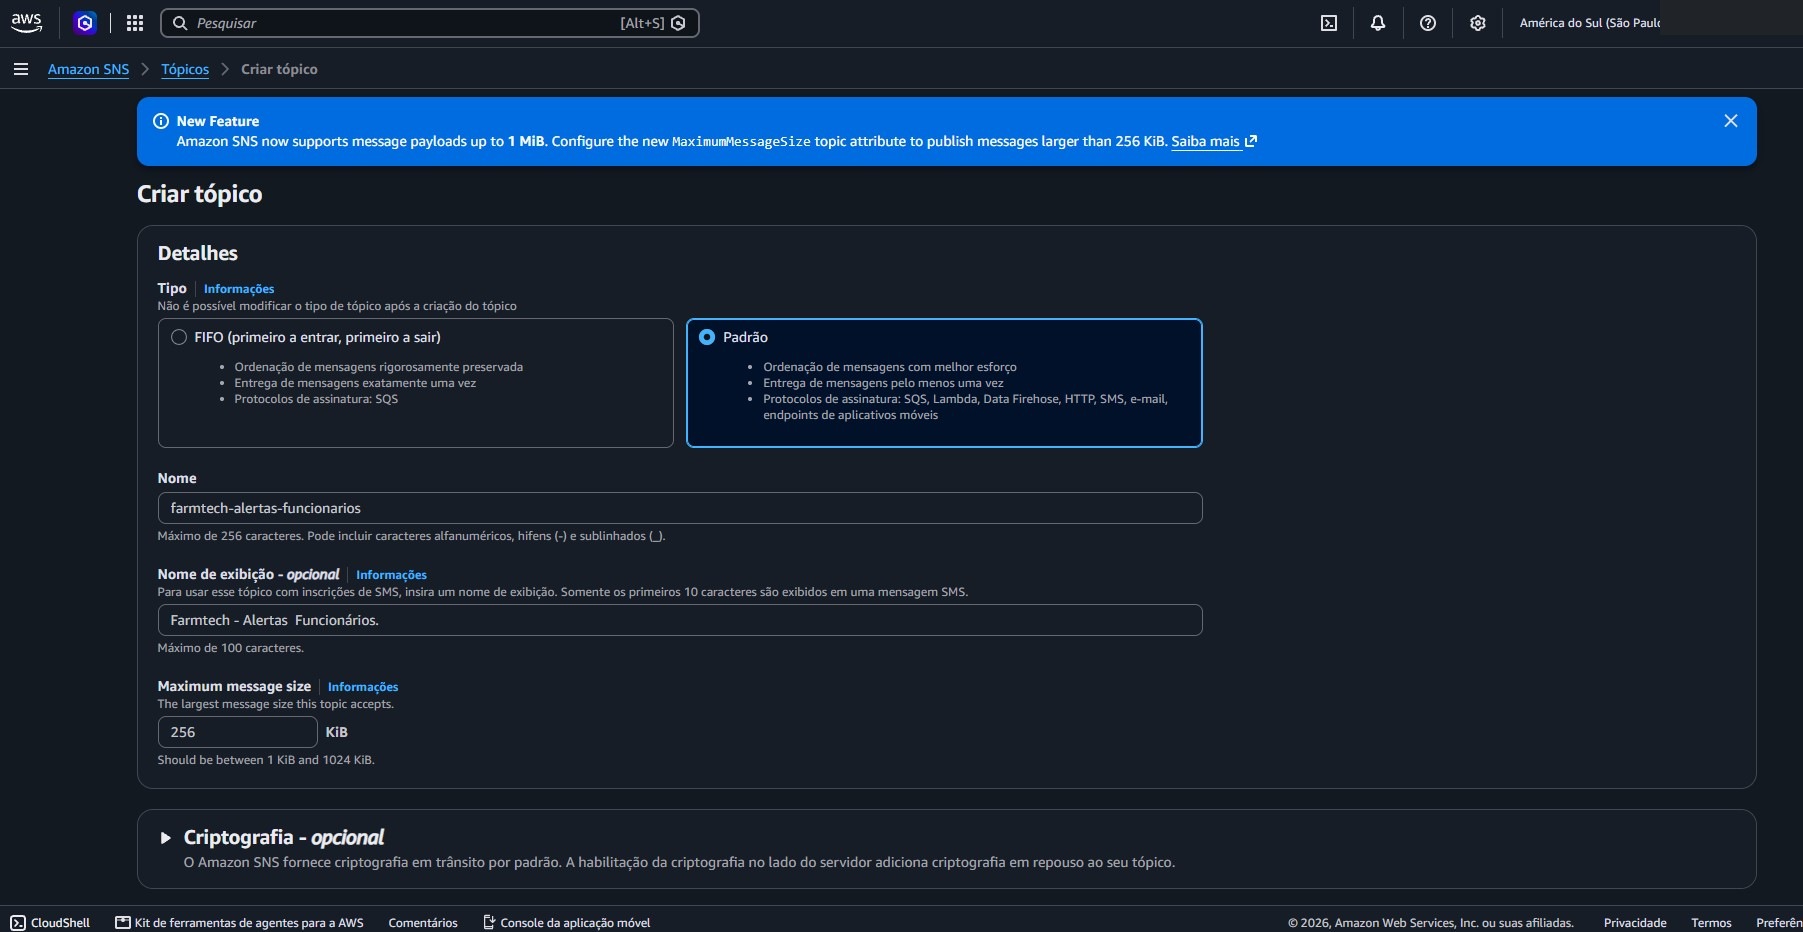 aws
Pesquisar [Alt+S]
América do Sul (São Paulo
Amazon SNS
Tópicos
Criar tópico
New Feature
Amazon SNS now supports message payloads up to 1 MiB. Configure the new MaximumMessageSize topic attribute to publish messages larger than 256 KiB. Saiba mais
Criar tópico
Detalhes
Tipo
Informações
Não é possível modificar o tipo de tópico após a criação do tópico
FIFO (primeiro a entrar, primeiro a sair)
Ordenação de mensagens rigorosamente preservada
Entrega de mensagens exatamente uma vez
Protocolos de assinatura: SQS
Padrão
Ordenação de mensagens com melhor esforço
Entrega de mensagens pelo menos uma vez
Protocolos de assinatura: SQS, Lambda, Data Firehose, HTTP, SMS, e-mail,
endpoints de aplicativos móveis
Nome
farmtech-alertas-funcionarios
Máximo de 256 caracteres. Pode incluir caracteres alfanuméricos, hifens (-) e sublinhados (_).
Nome de exibição - opcional
Informações
Para usar esse tópico com inscrições de SMS, insira um nome de exibição. Somente os primeiros 10 caracteres são exibidos em uma mensagem SMS.
Farmtech - Alertas  Funcionários.
Máximo de 100 caracteres.
Maximum message size
Informações
The largest message size this topic accepts.
256 KiB
Should be between 1 KiB and 1024 KiB.
Criptografia - opcional
O Amazon SNS fornece criptografia em trânsito por padrão. A habilitação da criptografia no lado do servidor adiciona criptografia em repouso ao seu tópico.
CloudShell
Kit de ferramentas de agentes para a AWS
Comentários
Console da aplicação móvel
© 2026, Amazon Web Services, Inc. ou suas afiliadas.
Privacidade
Termos
Preferên